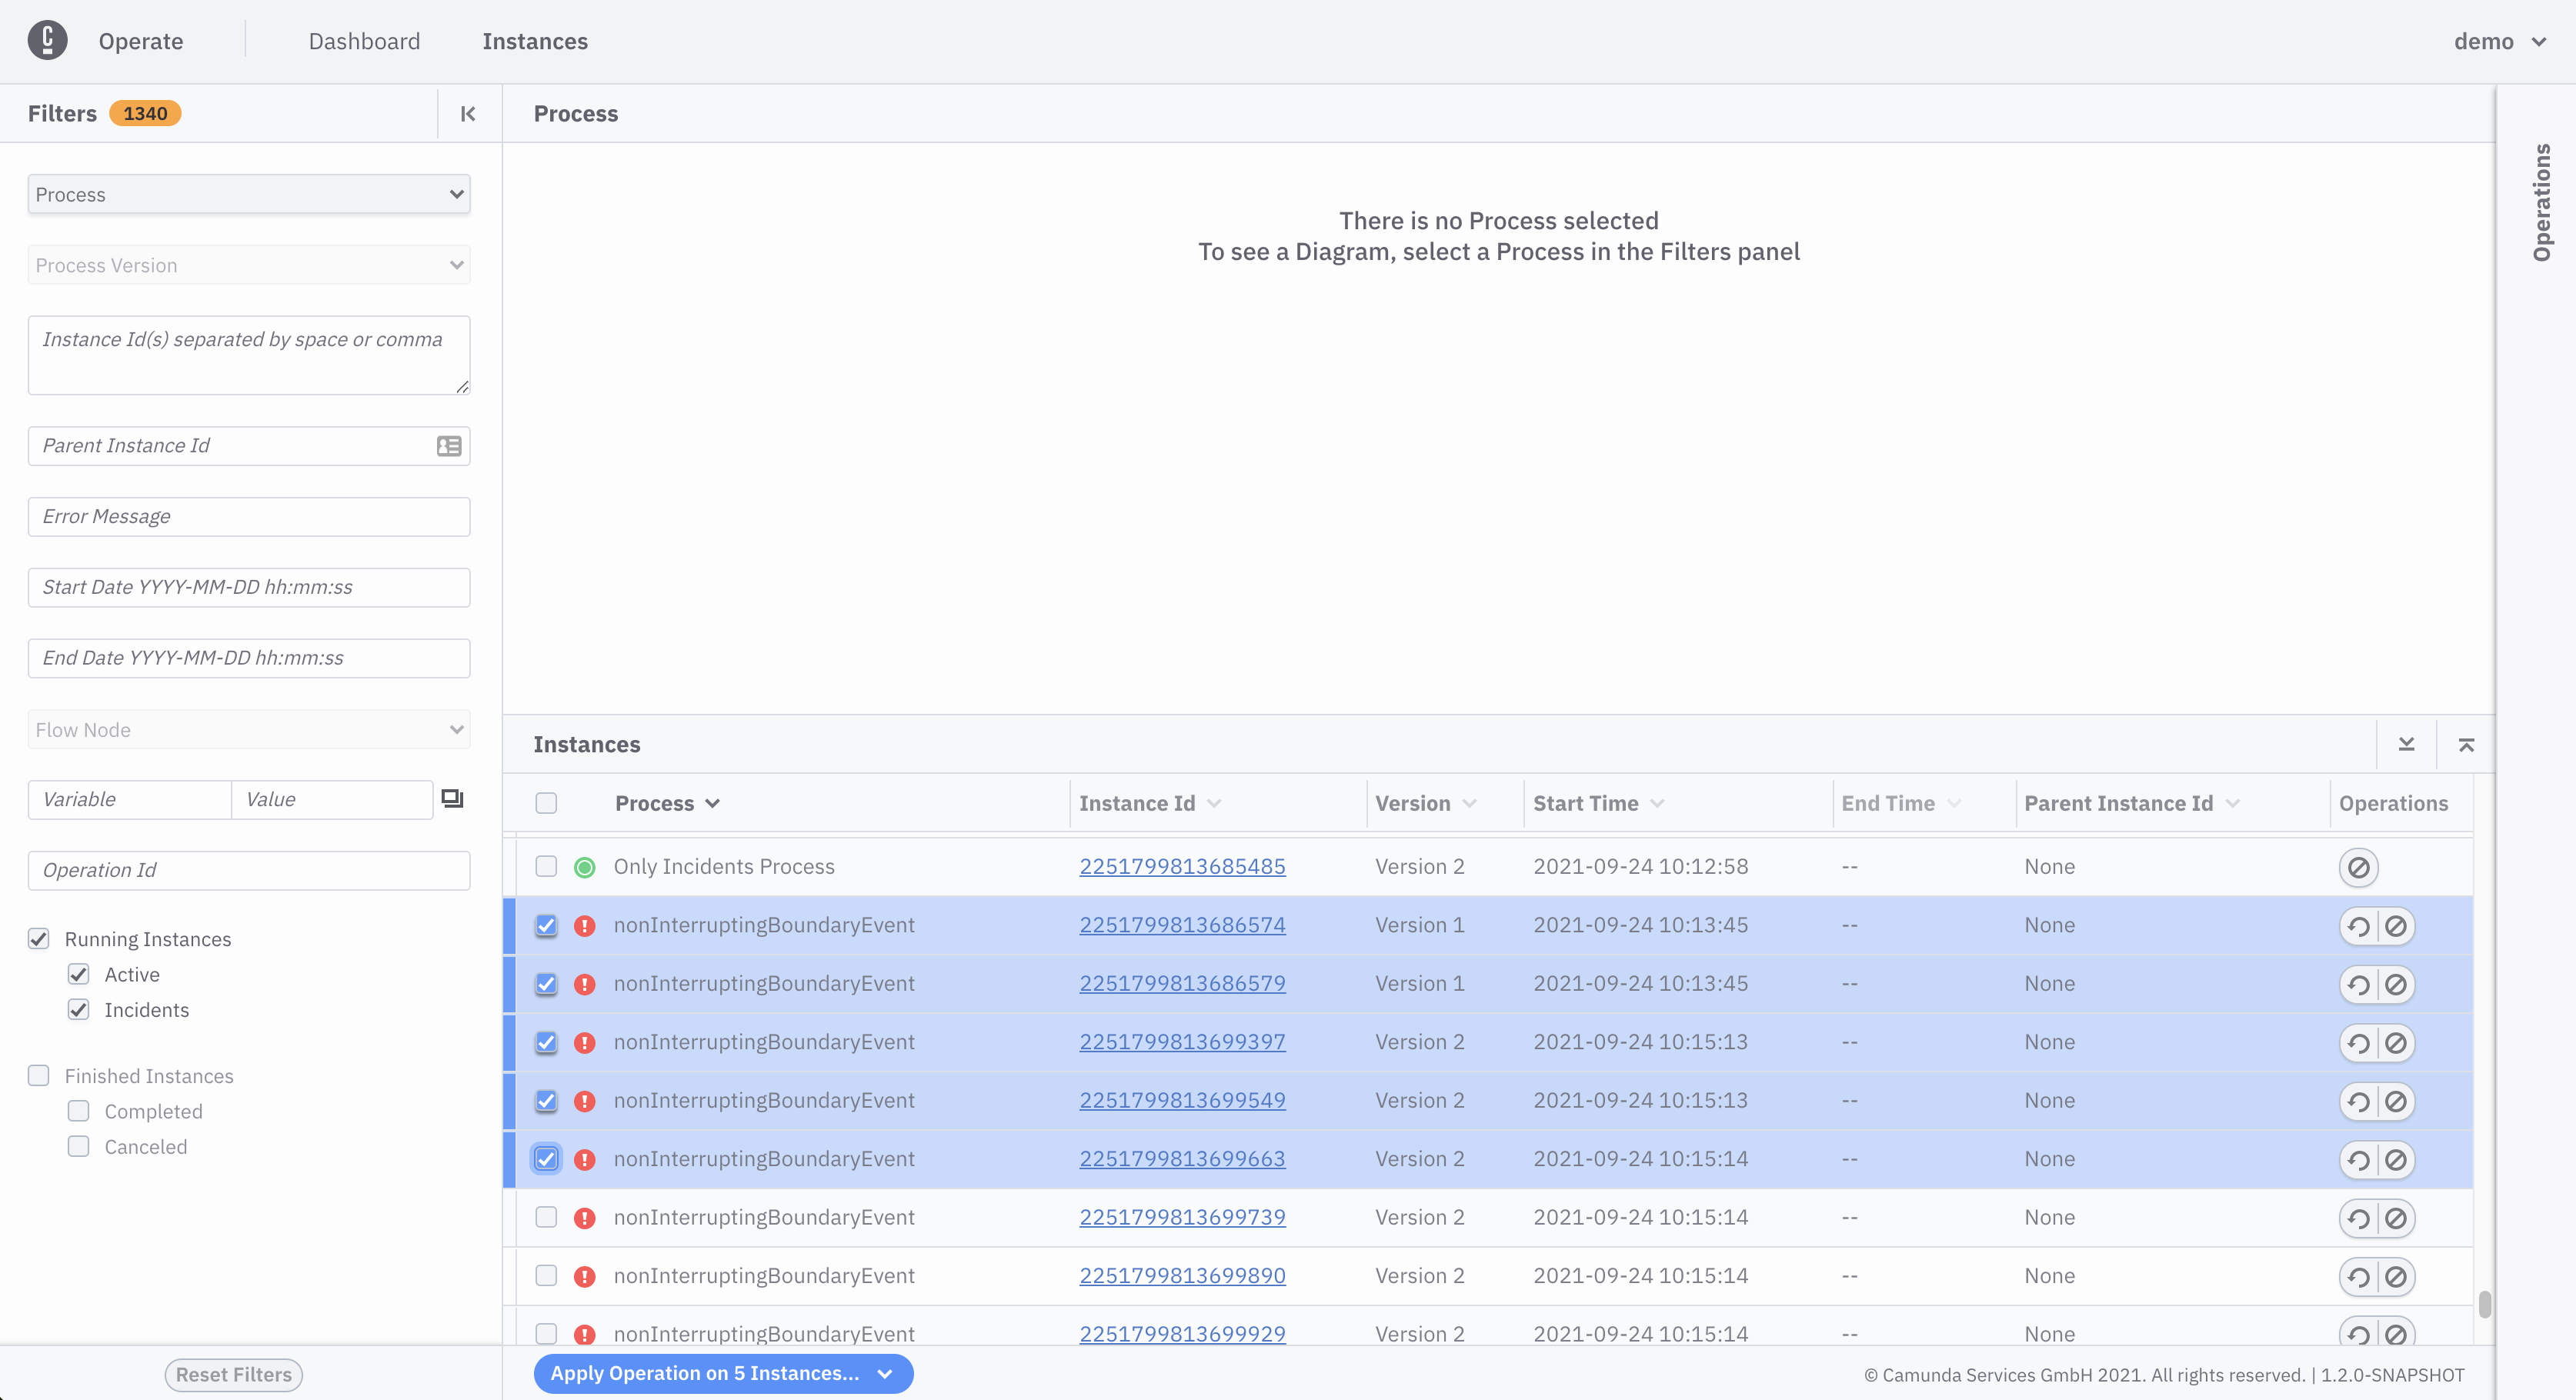 Operate Dashboard Instances demo
Filters 1340
Process
Process Version
Instance Id(s) separated by space or comma
Parent Instance Id
Error Message
Start Date YYYY-MM-DD hh:mm:ss
End Date YYYY-MM-DD hh:mm:ss
Flow Node
Variable Value
Operation Id
Running Instances
Active
Incidents
Finished Instances
Completed
Canceled
Reset Filters
Process
There is no Process selected
To see a Diagram, select a Process in the Filters panel
Operations
Instances
Process Instance Id Version Start Time End Time Parent Instance Id Operations
Only Incidents Process 2251799813685485 Version 2 2021-09-24 10:12:58 -- None
nonInterruptingBoundaryEvent 2251799813686574 Version 1 2021-09-24 10:13:45 -- None
nonInterruptingBoundaryEvent 2251799813686579 Version 1 2021-09-24 10:13:45 -- None
nonInterruptingBoundaryEvent 2251799813699397 Version 2 2021-09-24 10:15:13 -- None
nonInterruptingBoundaryEvent 2251799813699549 Version 2 2021-09-24 10:15:13 -- None
nonInterruptingBoundaryEvent 2251799813699663 Version 2 2021-09-24 10:15:14 -- None
nonInterruptingBoundaryEvent 2251799813699739 Version 2 2021-09-24 10:15:14 -- None
nonInterruptingBoundaryEvent 2251799813699890 Version 2 2021-09-24 10:15:14 -- None
nonInterruptingBoundaryEvent 2251799813699929 Version 2 2021-09-24 10:15:14 -- None
Apply Operation on 5 Instances...
© Camunda Services GmbH 2021. All rights reserved. | 1.2.0-SNAPSHOT